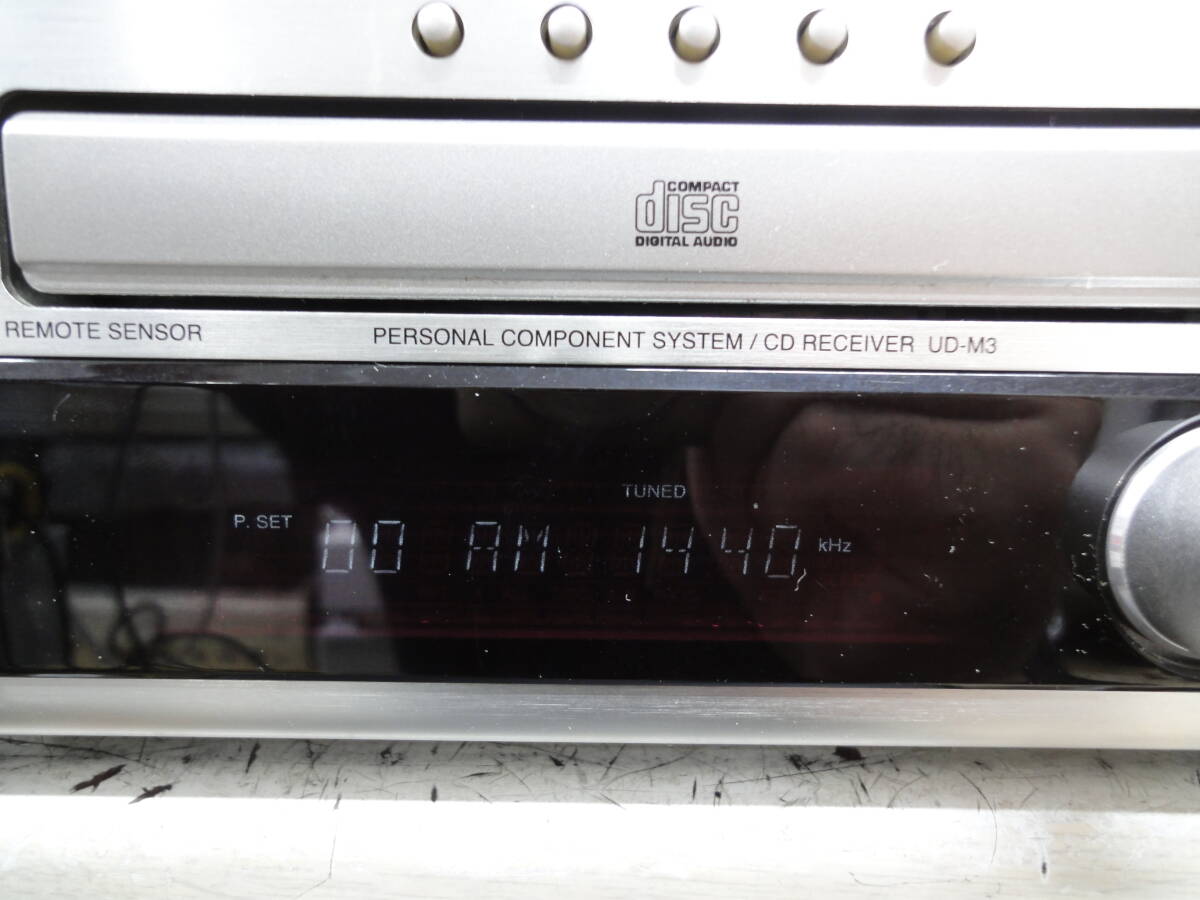 COMPACT
disc
DIGITAL AUDIO
REMOTE SENSOR
PERSONAL COMPONENT SYSTEM / CD RECEIVER UD-M3
TUNED
P. SET 00 AM 1440 kHz